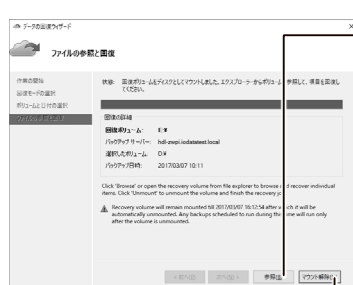 データの回復ウィザード
ファイルの参照と回復
作業の開始
回復モードの選択
ボリュームと日付の選択
ファイルの参照と回復
状態: 回復ボリュームをディスクとしてマウントしました。エクスプローラーからボリューム 参照して、項目を回復し
てください。
回復の詳細
回復ボリューム: E:¥
バックアップ サーバー: hdl-zwpi.iodatatest.local
選択したボリューム: D:¥
バックアップ日時: 2017/03/07 10:11
Click 'Browse' or open the recovery volume from file explorer to browse and recover individual
items. Click 'Unmount' to unmount the volume and finish the recovery job
Recovery volume will remain mounted till 2017/03/07 16:12:54 after which it will be
automatically unmounted. Any backups scheduled to run during the time will run only
after the volume is unmounted.
<前へ(P) 次へ(N)> 参照(B) マウント解除(U)